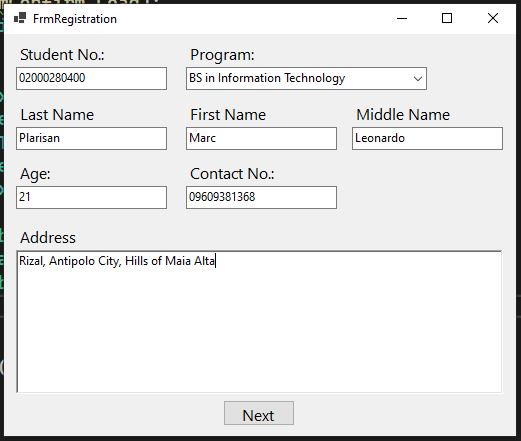 FrmRegistration
Student No.: Program:
02000280400 BS in Information Technology
Last Name First Name Middle Name
Plarisan Marc Leonardo
Age: Contact No.:
21 09609381368
Address
Rizal, Antipolo City, Hills of Maia Alta
Next